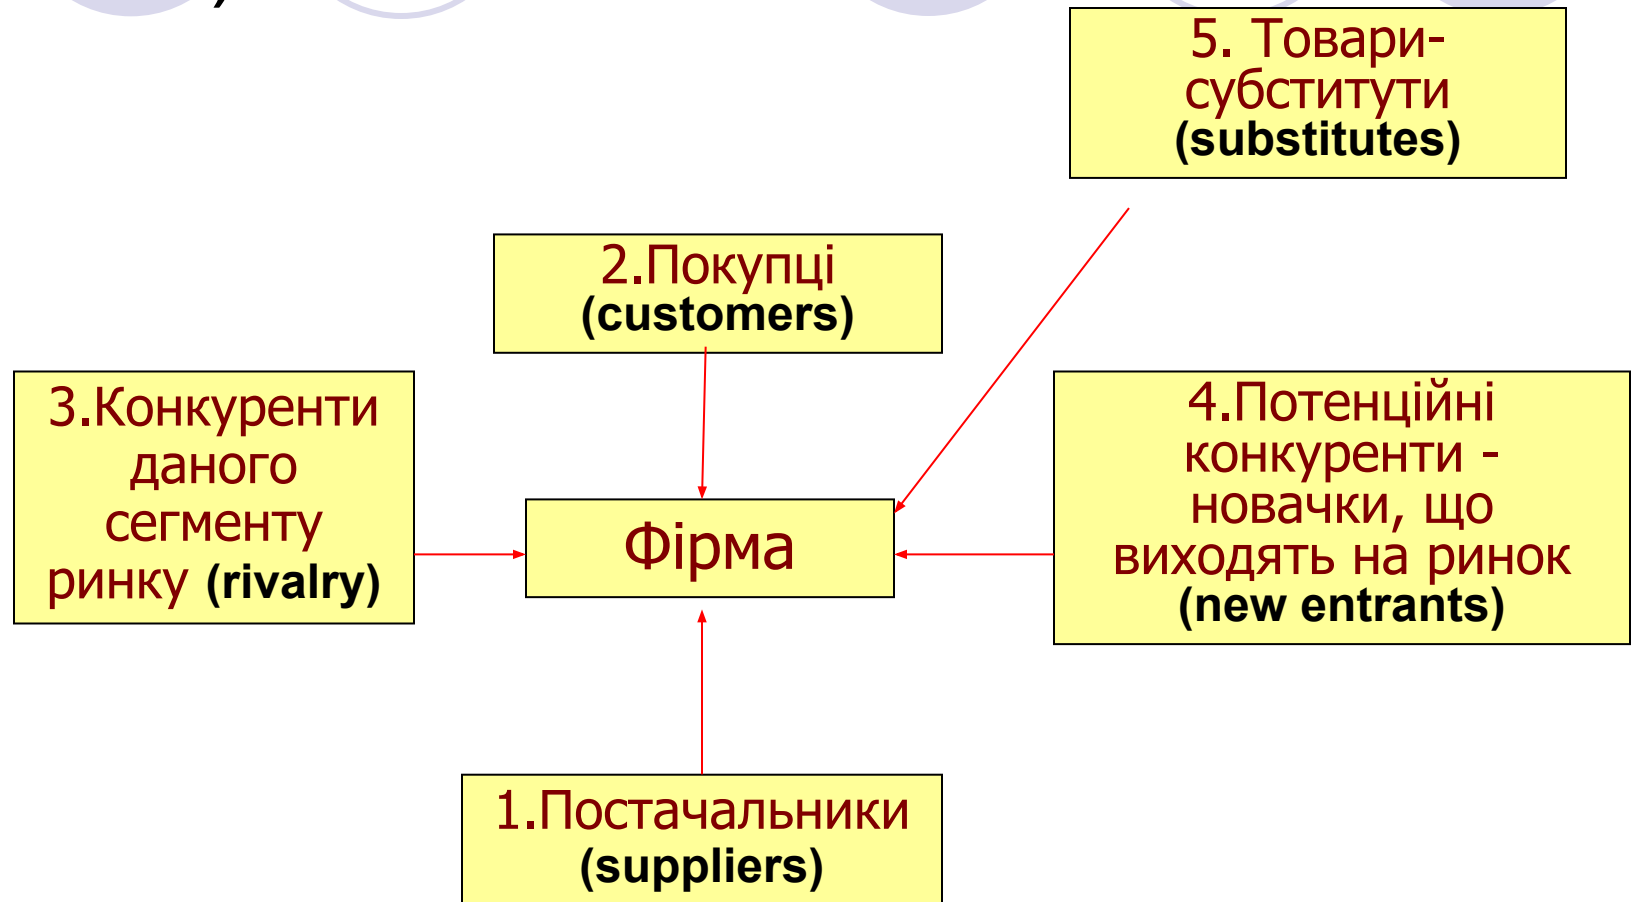 5. Товари-
субститути
(substitutes)
2.Покупці
(customers)
3.Конкуренти
даного
сегменту
ринку (rivalry)
Фірма
4.Потенційні
конкуренти -
новачки, що
виходять на ринок
(new entrants)
1.Постачальники
(suppliers)